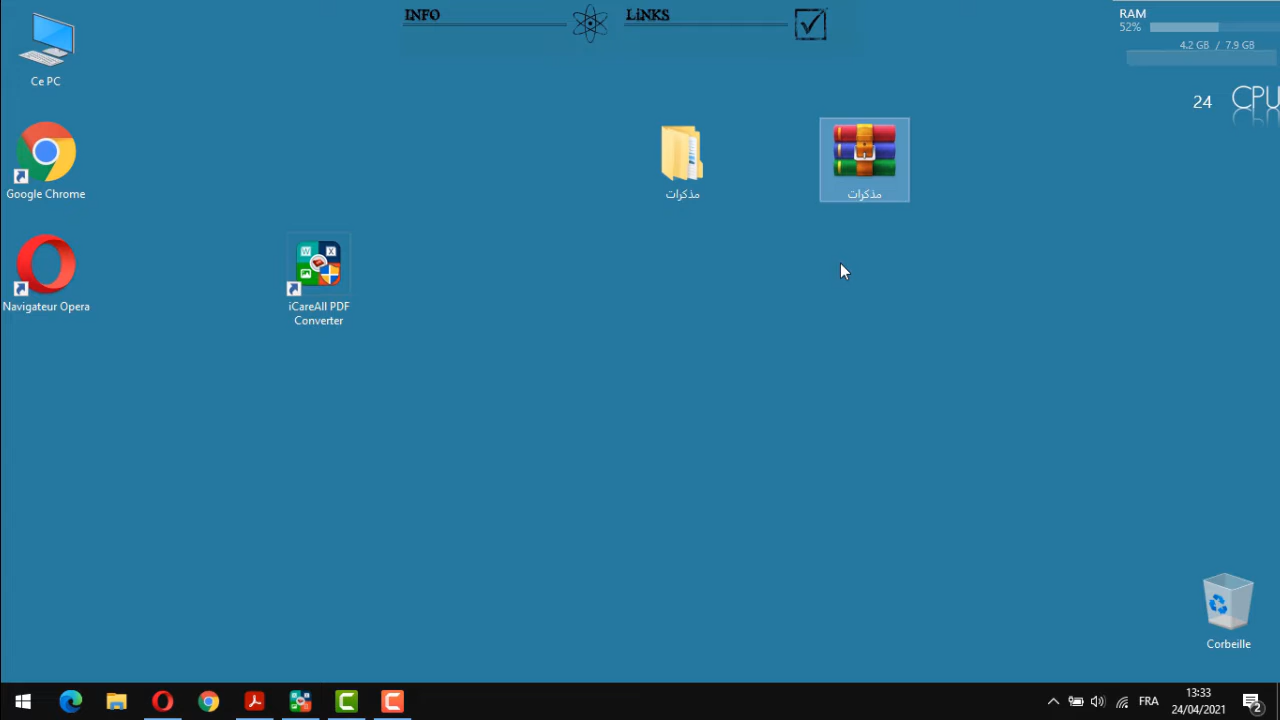 INFO
LiNKS
RAM
52%
4.2 GB / 7.9 GB
24
CPU
Ce PC
Google Chrome
مذكرات
مذكرات
Navigateur Opera
W
X
iCareAll PDF
Converter
Corbeille
FRA
13:33
24/04/2021
2